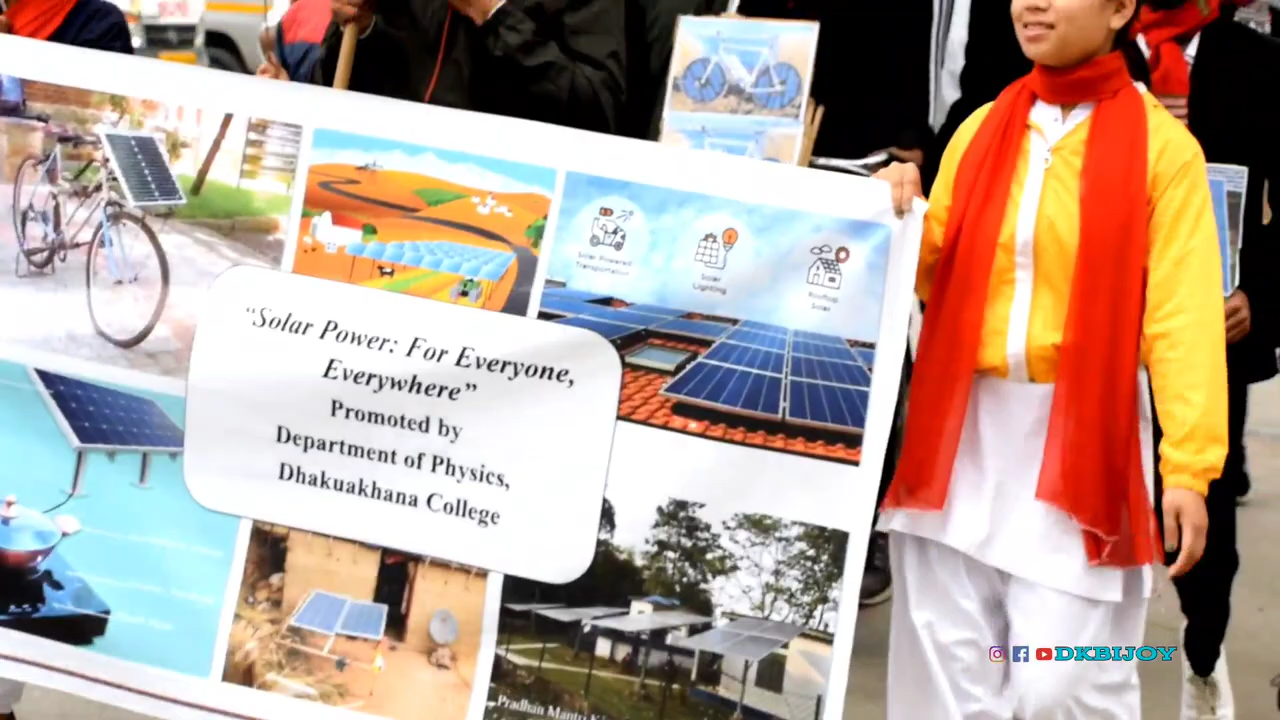 Solar Powered
Transportation
Solar
Lighting
Rooftop
Solar
"Solar Power: For Everyone,
Everywhere"
Promoted by
Department of Physics,
Dhakuakhana College
Pradhan Mantri
DKBIJOY